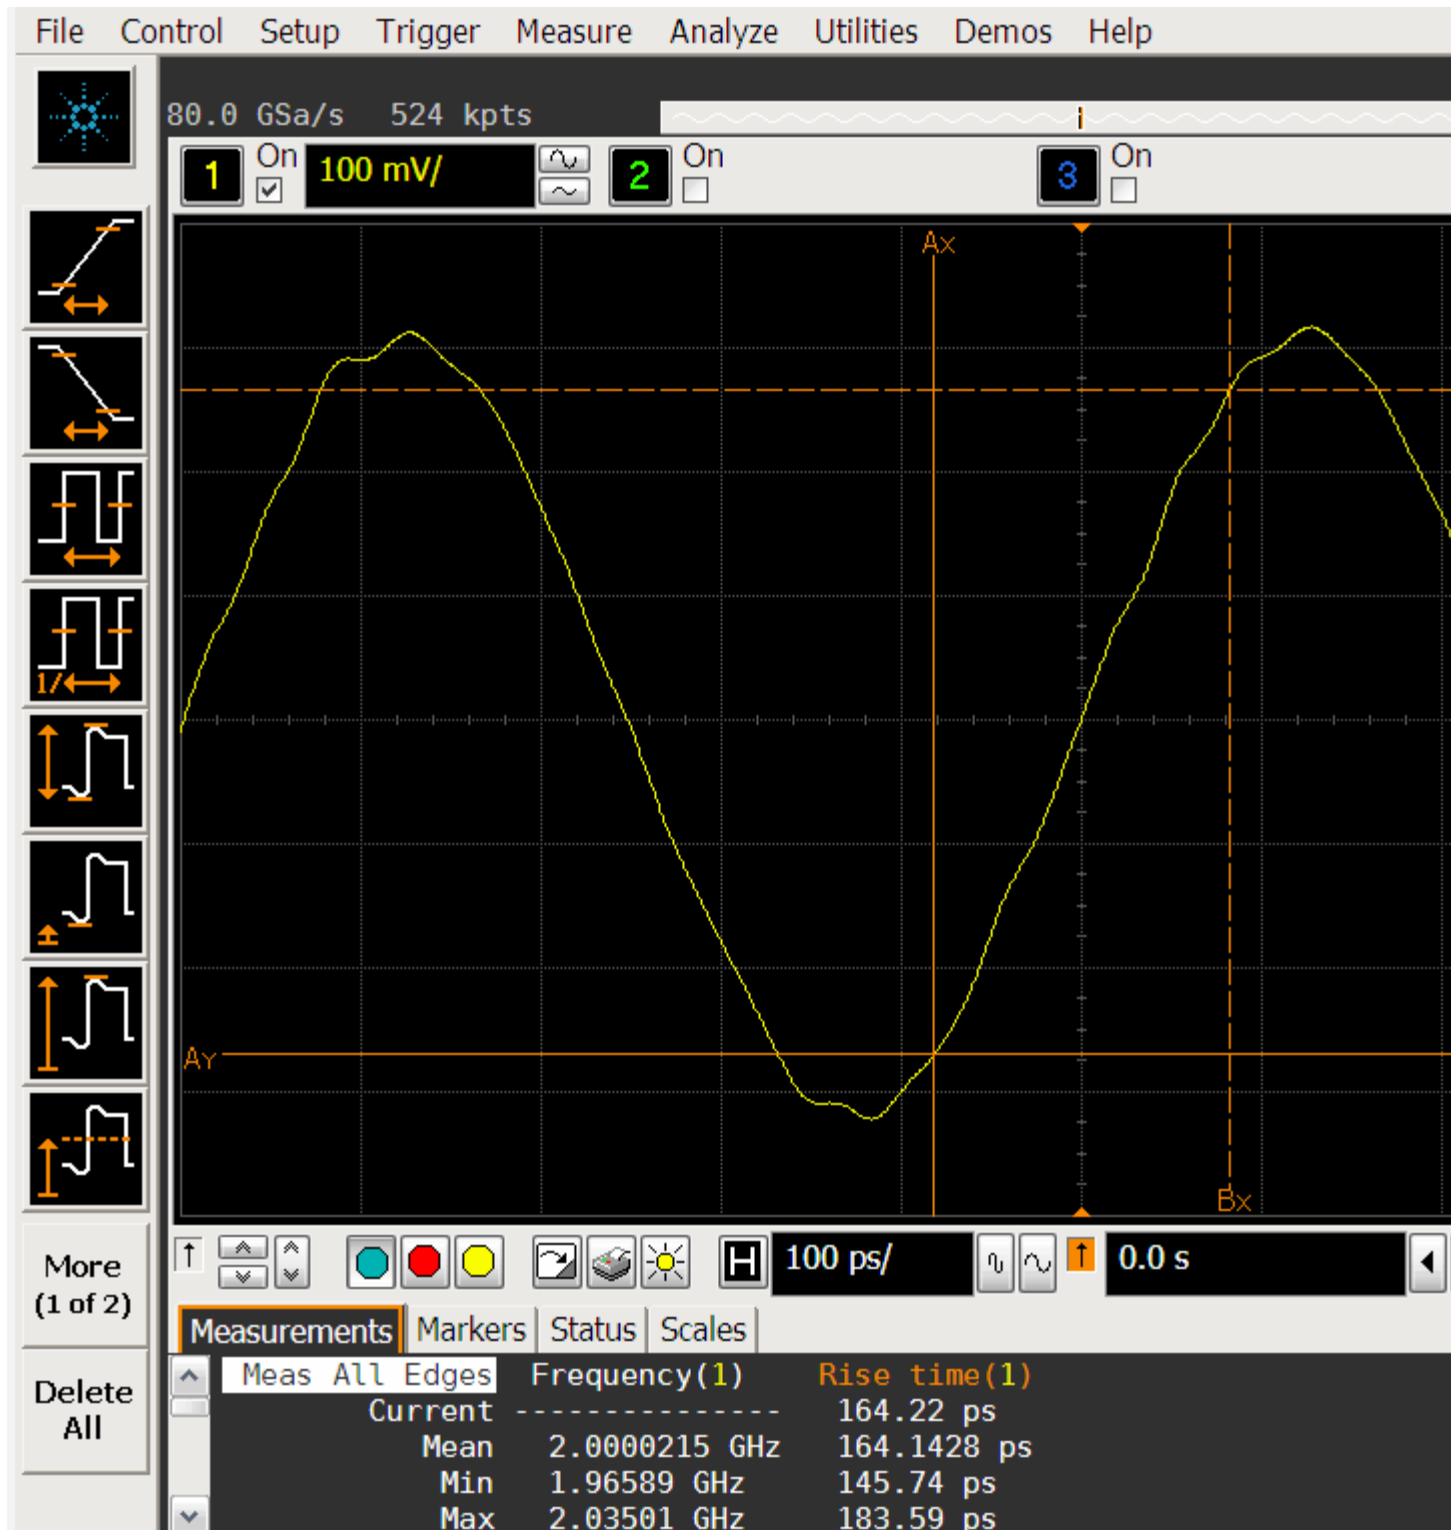 File Control Setup Trigger Measure Analyze Utilities Demos Help
80.0 GSa/s 524 kpts
1 On 100 mV/ 2 On 3 On
Ax
1/
Ay
Bx
H 100 ps/ 0.0 s
More
(1 of 2)
Delete
All
Measurements Markers Status Scales
Meas All Edges Frequency(1) Rise time(1)
Current --------------- 164.22 ps
Mean 2.0000215 GHz 164.1428 ps
Min 1.96589 GHz 145.74 ps
Max 2.03501 GHz 183.59 ps